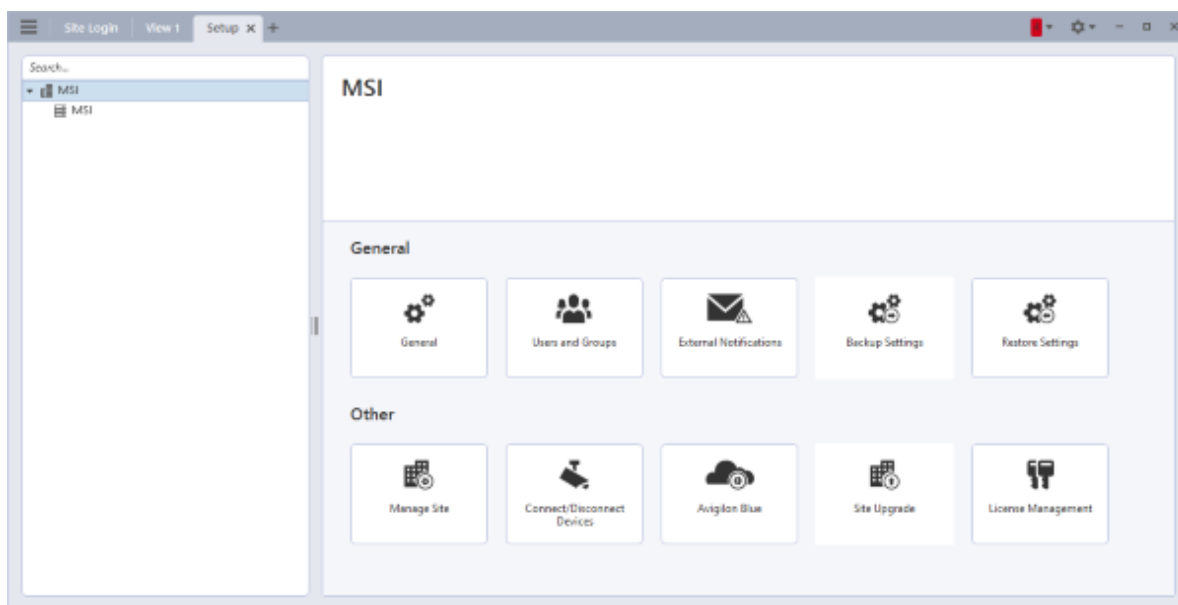 Site Login
View 1
Setup
Search...
MSI
MSI
MSI
General
General
Users and Groups
External Notifications
Backup Settings
Restore Settings
Other
Manage Site
Connect/Disconnect
Devices
Avigilon Blue
Site Upgrade
License Management